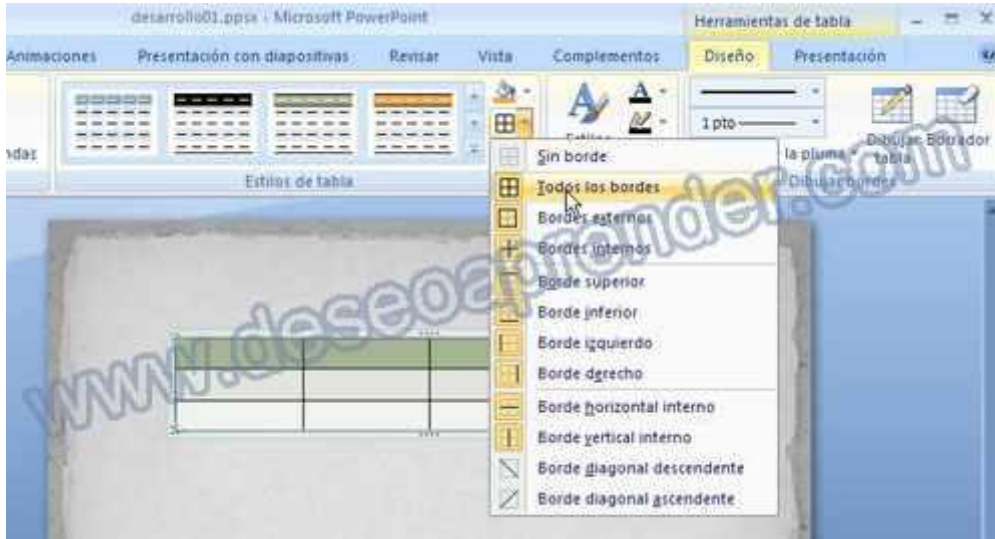 desarrollo01.ppsx - Microsoft PowerPoint
Herramientas de tabla
Animaciones Presentación con diapositivas Revisar Vista Complementos Diseño Presentación
1 pto
ndas
la pluma
Dibujar tabla
Borrador
Estilos de tabla
Dibujar bordes
Sin borde
Todos los bordes
Bordes externos
Bordes internos
Borde superior
Borde inferior
Borde izquierdo
Borde derecho
Borde horizontal interno
Borde vertical interno
Borde diagonal descendente
Borde diagonal ascendente
www.deseoaprender.com